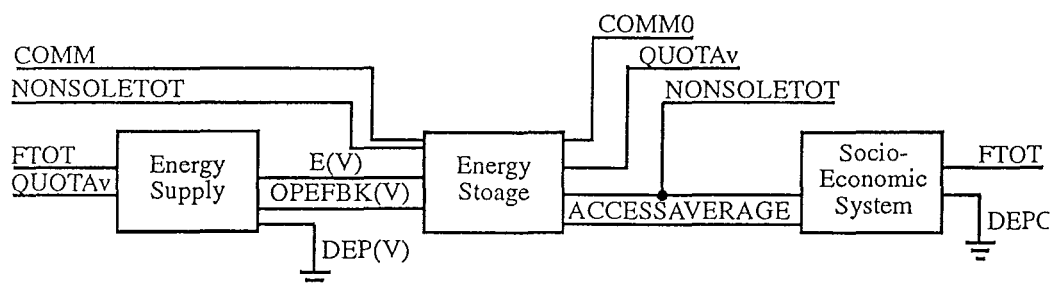 COMM0
COMM
QUOTAv
NONSOLETOT
NONSOLETOT
FTOT
QUOTAv
Energy
Supply
E(V)
OPEFBK(V)
DEP(V)
Energy
Stoage
ACCESSAVERAGE
Socio-
Economic
System
FTOT
DEPC